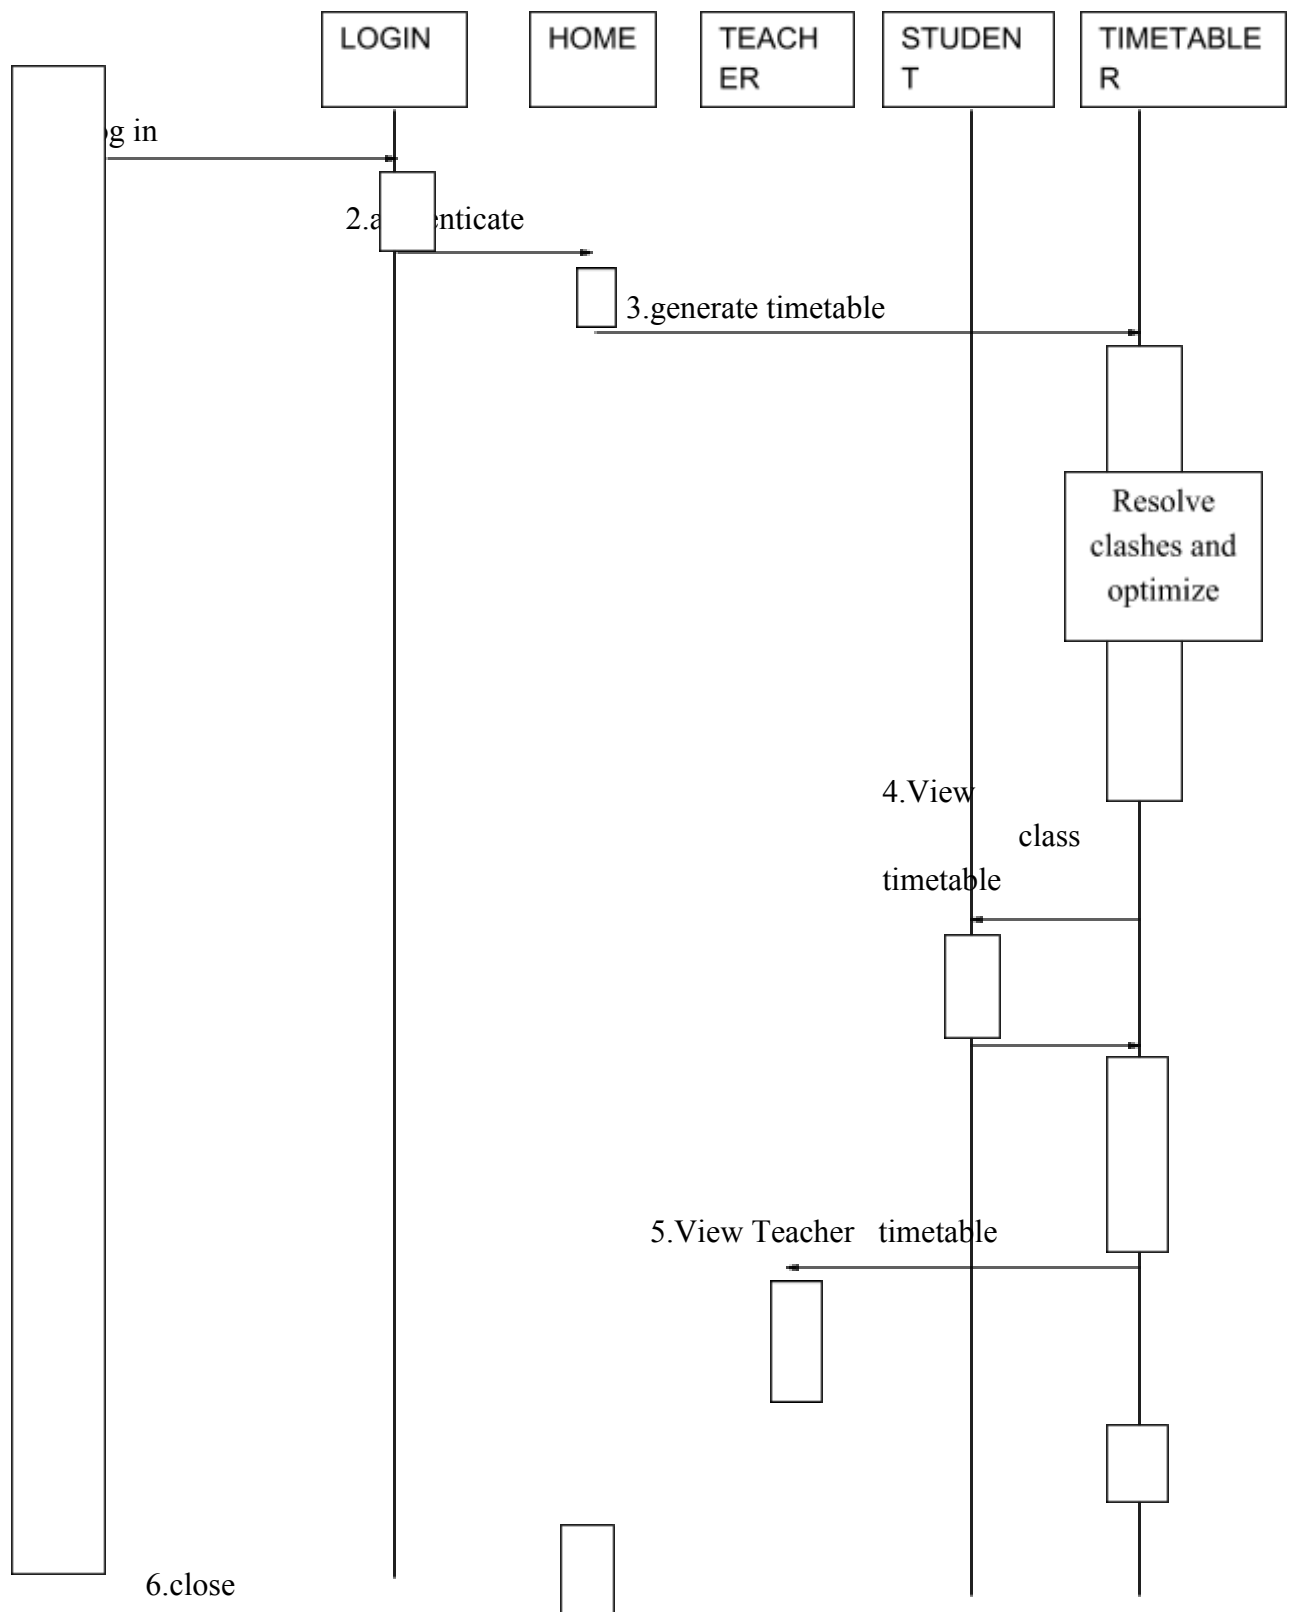 LOGIN
HOME
TEACH
ER
STUDEN
T
TIMETABLE
R
g in
2.a enticate
3.generate timetable
Resolve
clashes and
optimize
4.View
class
timetable
5.View Teacher timetable
6.close